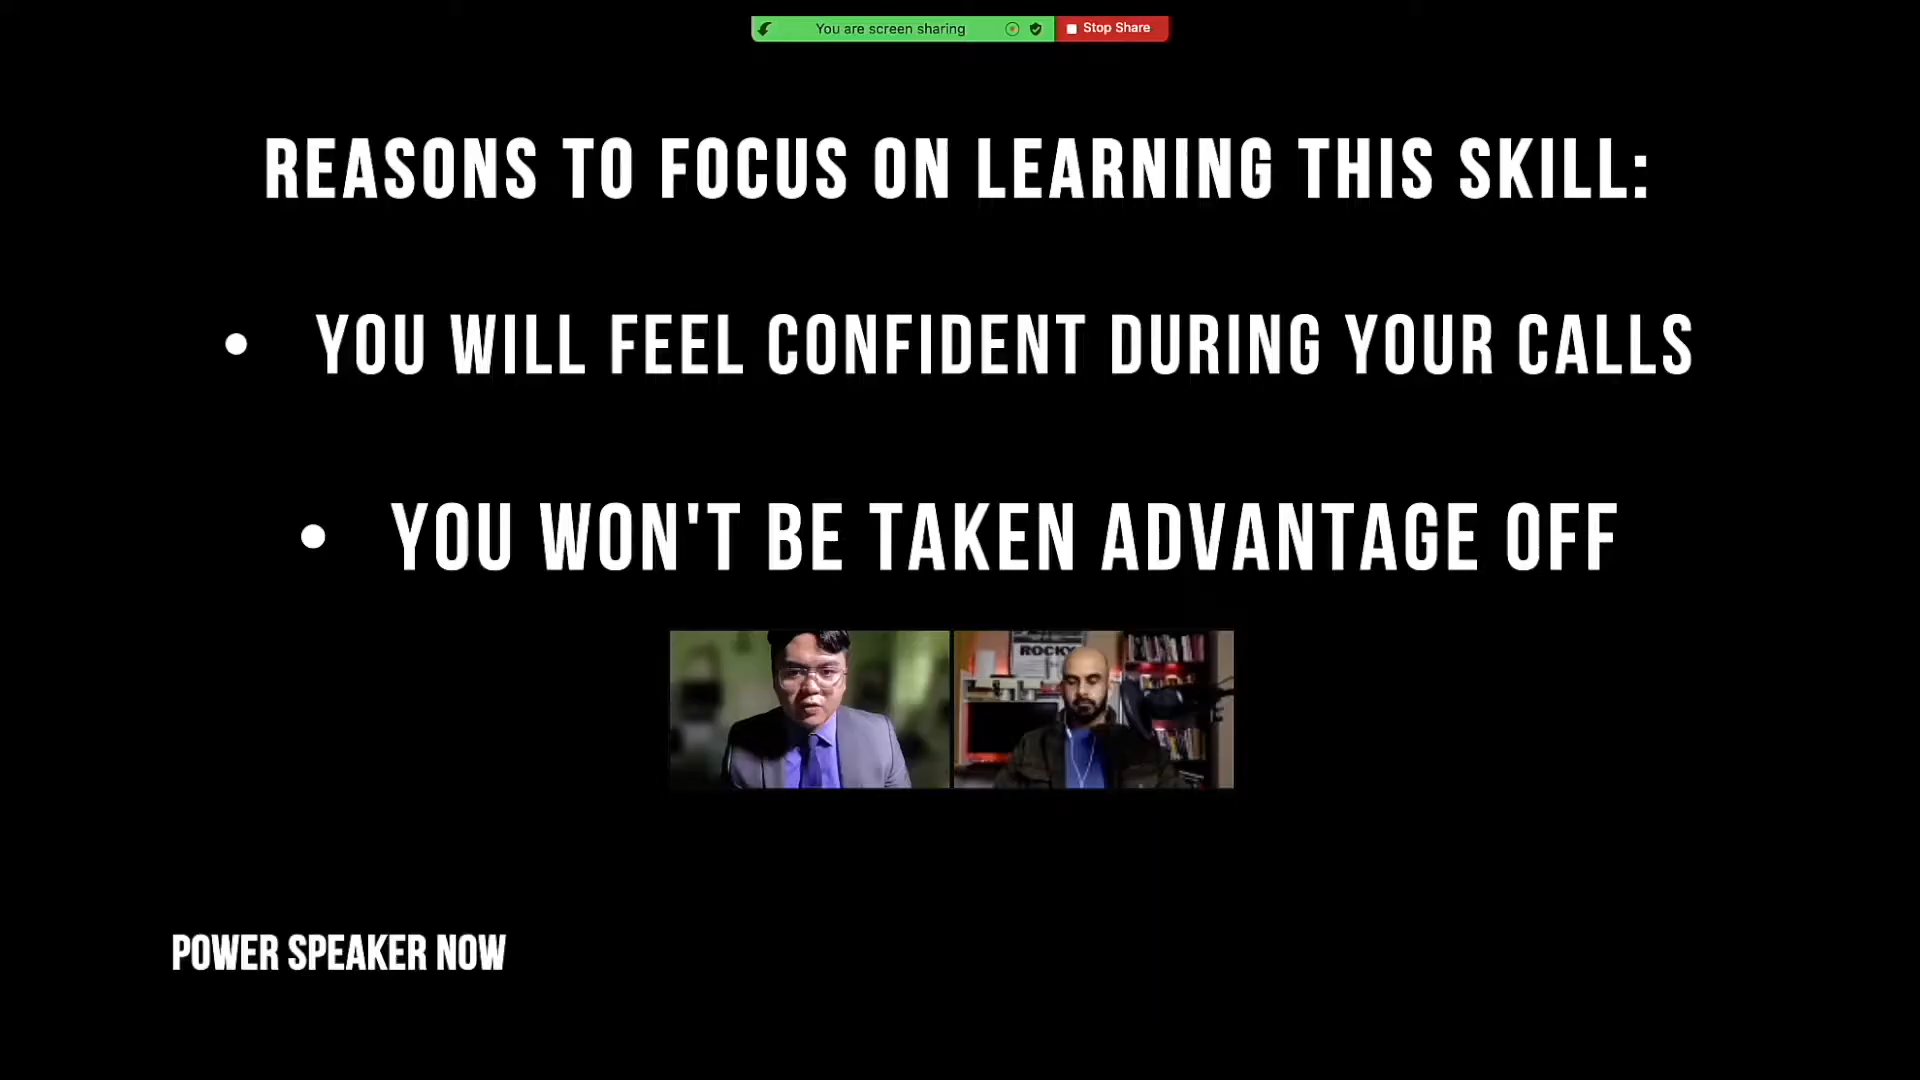 You are screen sharing
Stop Share
REASONS TO FOCUS ON LEARNING THIS SKILL:
• YOU WILL FEEL CONFIDENT DURING YOUR CALLS
• YOU WON'T BE TAKEN ADVANTAGE OFF
ROCKY
POWER SPEAKER NOW